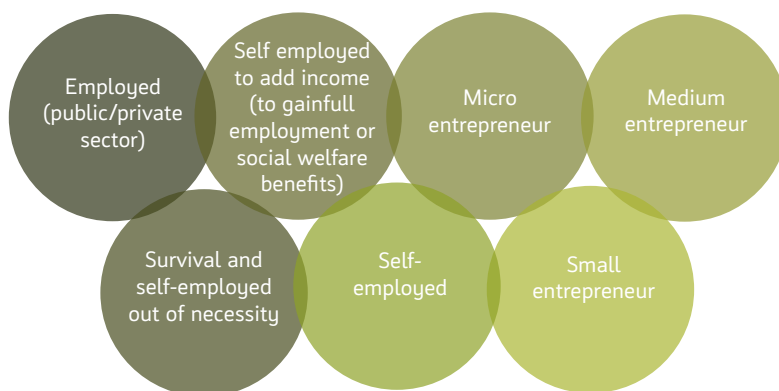 Employed
(public/private
sector)
Self employed
to add income
(to gainfull
employment or
social welfare
benefits)
Micro
entrepreneur
Medium
entrepreneur
Survival and
self-employed
out of necessity
Self-
employed
Small
entrepreneur